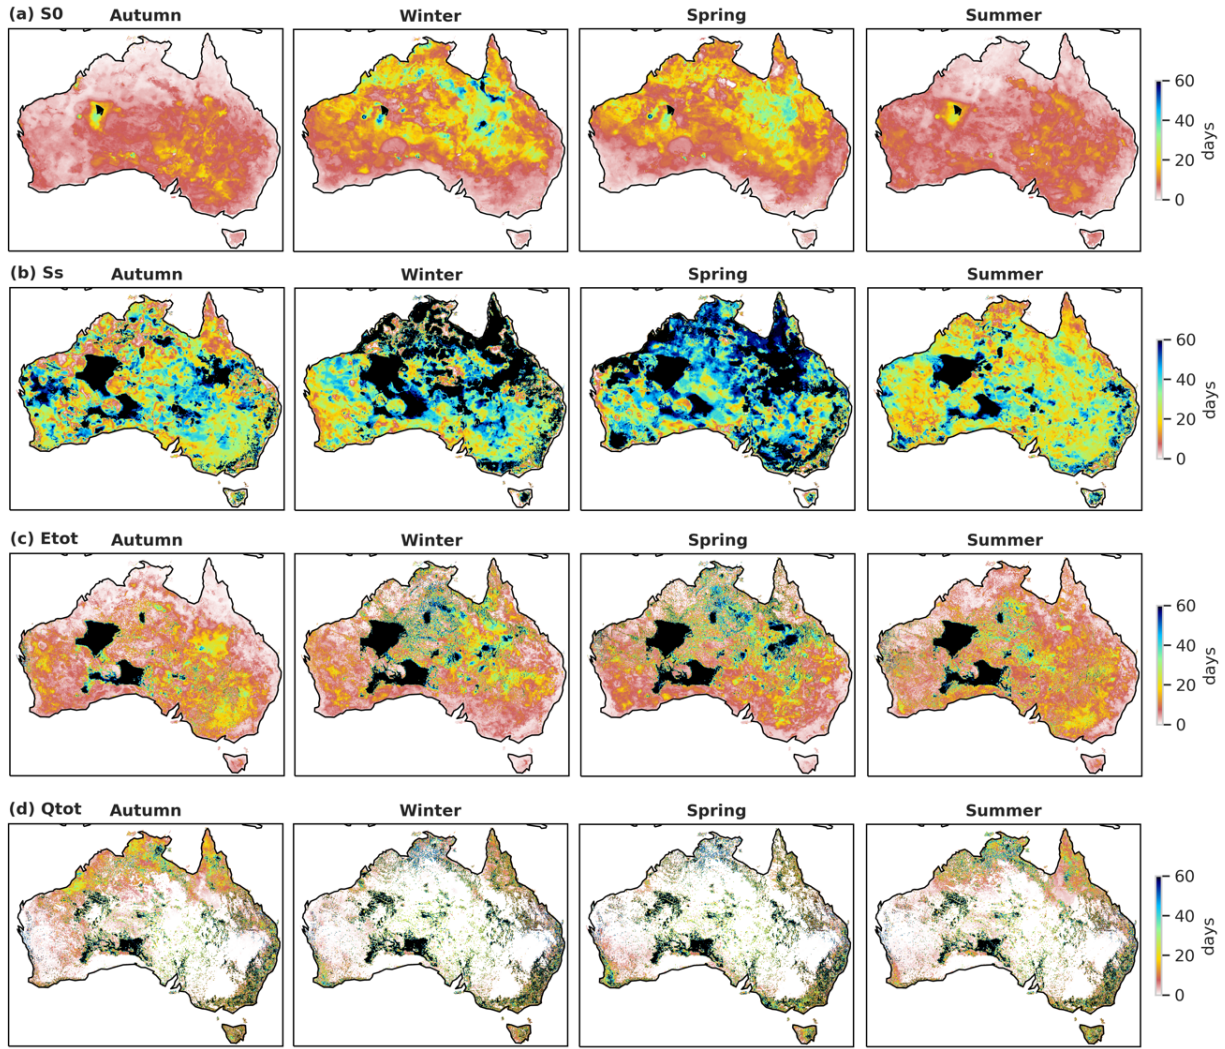 (a) S0 Autumn Winter Spring Summer
60
40
20
0
days
(b) Ss Autumn Winter Spring Summer
60
40
20
0
days
(c) Etot Autumn Winter Spring Summer
60
40
20
0
days
(d) Qtot Autumn Winter Spring Summer
60
40
20
0
days